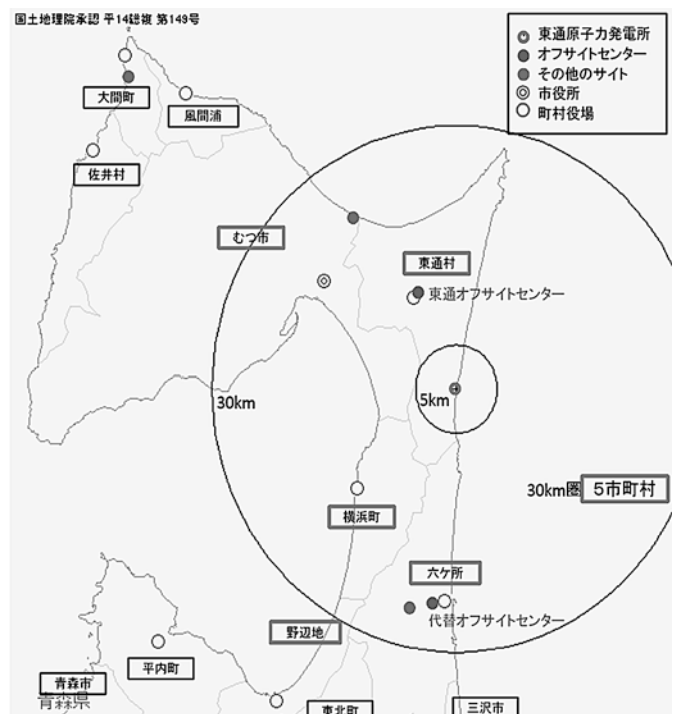 国土地理院承認 平14総複 第149号
東通原子力発電所
オフサイトセンター
その他のサイト
市役所
町村役場
大間町
風間浦
佐井村
むつ市
東通村
東通オフサイトセンター
30km
5km
30km圏 5市町村
横浜町
六ケ所
代替オフサイトセンター
野辺地
平内町
青森市
青森県
東北町
三沢市